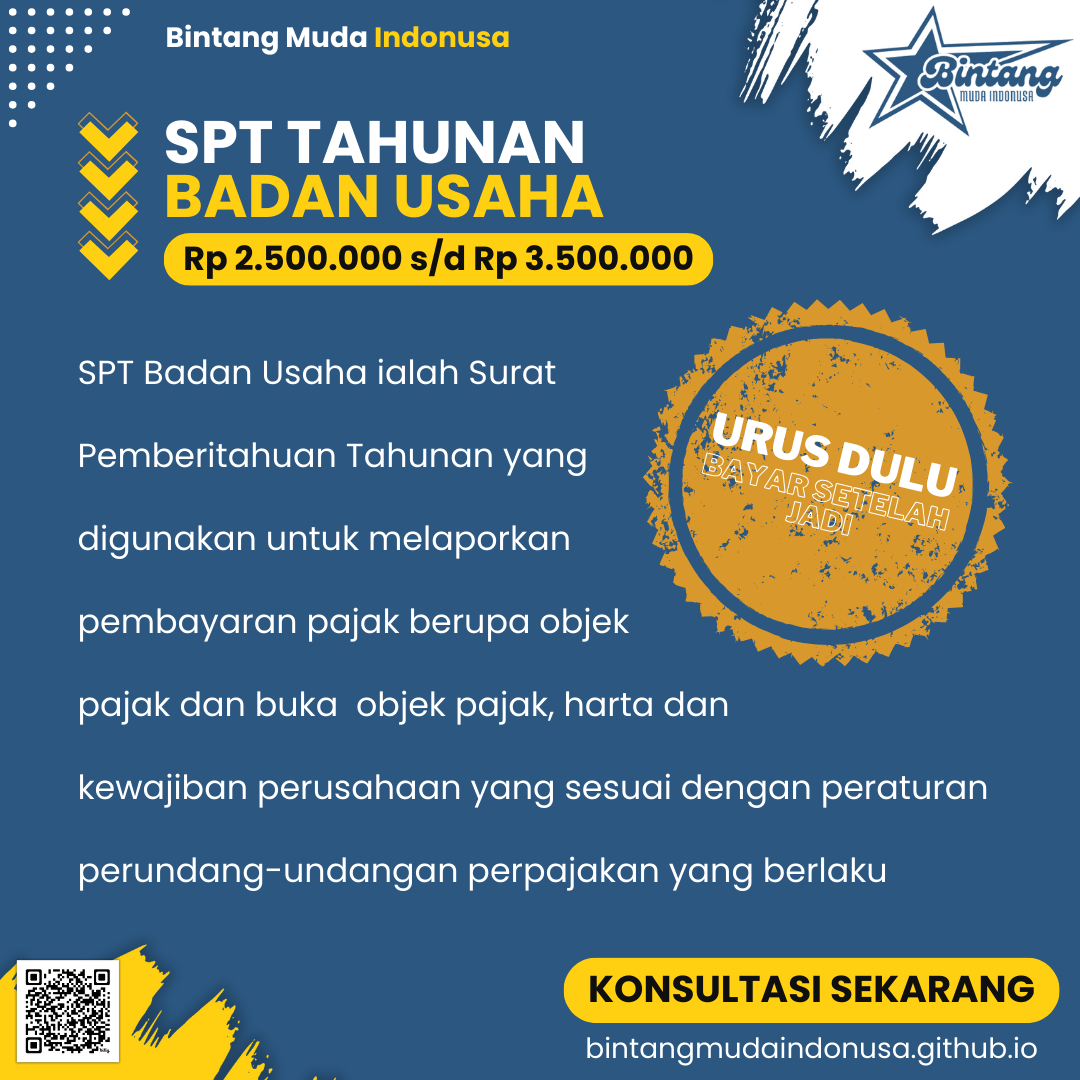 Bintang Muda Indonusa
Bintang
MUDA INDONUSA
SPT TAHUNAN
BADAN USAHA
Rp 2.500.000 s/d Rp 3.500.000
SPT Badan Usaha ialah Surat
Pemberitahuan Tahunan yang
digunakan untuk melaporkan
pembayaran pajak berupa objek
pajak dan buka  objek pajak, harta dan
kewajiban perusahaan yang sesuai dengan peraturan
perundang-undangan perpajakan yang berlaku
URUS DULU
BAYAR SETELAH
JADI
KONSULTASI SEKARANG
bintangmudaindonusa.github.io